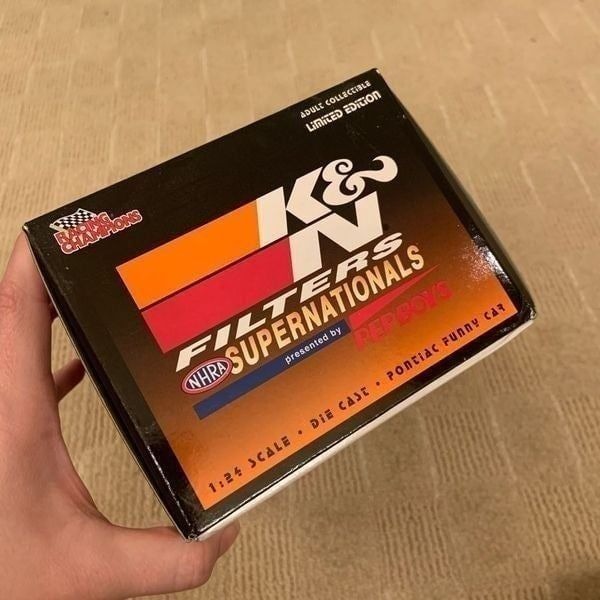 ADULT COLLECTIBLE
LIMITED EDITION
RACING
CHAMPIONS
K&N
FILTERS
NHRA SUPERNATIONALS
presented by PEP BOYS
1:24 SCALE • DIE CAST • PONTIAC FUNNY CAR